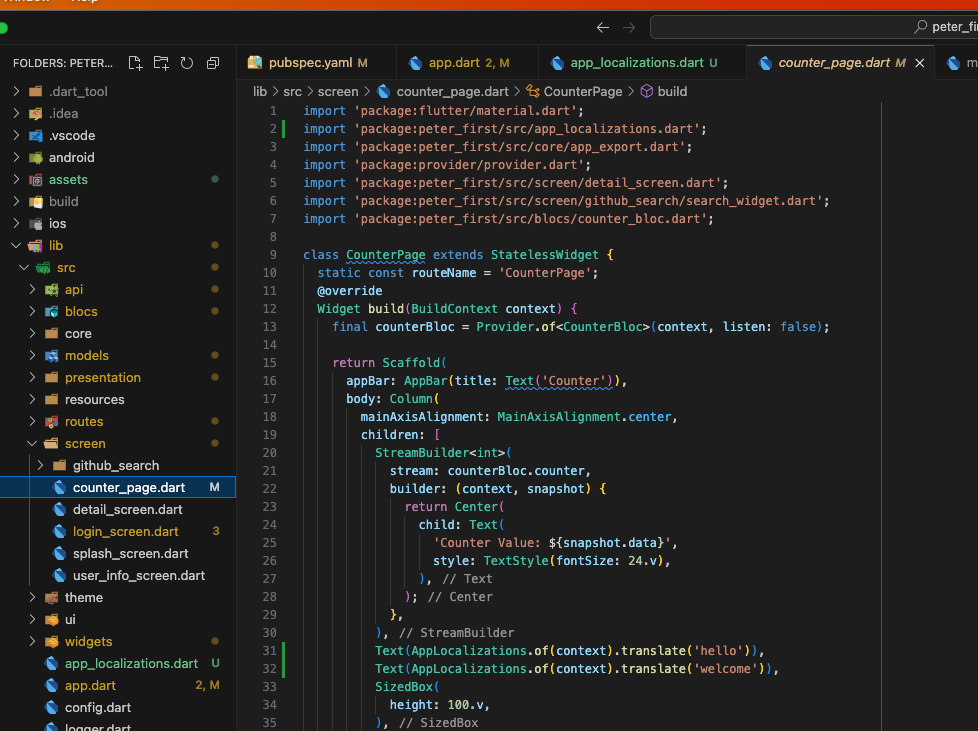 Window Help
peter_fi
FOLDERS: PETER...
pubspec.yaml M
app.dart 2, M
app_localizations.dart U
counter_page.dart M
m
lib > src > screen > counter_page.dart > CounterPage > build
.dart_tool
.idea
.vscode
android
assets
build
ios
lib
src
api
blocs
core
models
presentation
resources
routes
screen
github_search
counter_page.dart M
detail_screen.dart
login_screen.dart 3
splash_screen.dart
user_info_screen.dart
theme
ui
widgets
app_localizations.dart U
app.dart 2, M
config.dart
logger.dart
1 import 'package:flutter/material.dart';
2 import 'package:peter_first/src/app_localizations.dart';
3 import 'package:peter_first/src/core/app_export.dart';
4 import 'package:provider/provider.dart';
5 import 'package:peter_first/src/screen/detail_screen.dart';
6 import 'package:peter_first/src/screen/github_search/search_widget.dart';
7 import 'package:peter_first/src/blocs/counter_bloc.dart';
8
9 class CounterPage extends StatelessWidget {
10 static const routeName = 'CounterPage';
11 @override
12 Widget build(BuildContext context) {
13 final counterBloc = Provider.of<CounterBloc>(context, listen: false);
14
15 return Scaffold(
16 appBar: AppBar(title: Text('Counter')),
17 body: Column(
18 mainAxisAlignment: MainAxisAlignment.center,
19 children: [
20 StreamBuilder<int>(
21 stream: counterBloc.counter,
22 builder: (context, snapshot) {
23 return Center(
24 child: Text(
25 'Counter Value: ${snapshot.data}',
26 style: TextStyle(fontSize: 24.v),
27 ), // Text
28 ); // Center
29 },
30 ), // StreamBuilder
31 Text(AppLocalizations.of(context).translate('hello')),
32 Text(AppLocalizations.of(context).translate('welcome')),
33 SizedBox(
34 height: 100.v,
35 ), // SizedBox